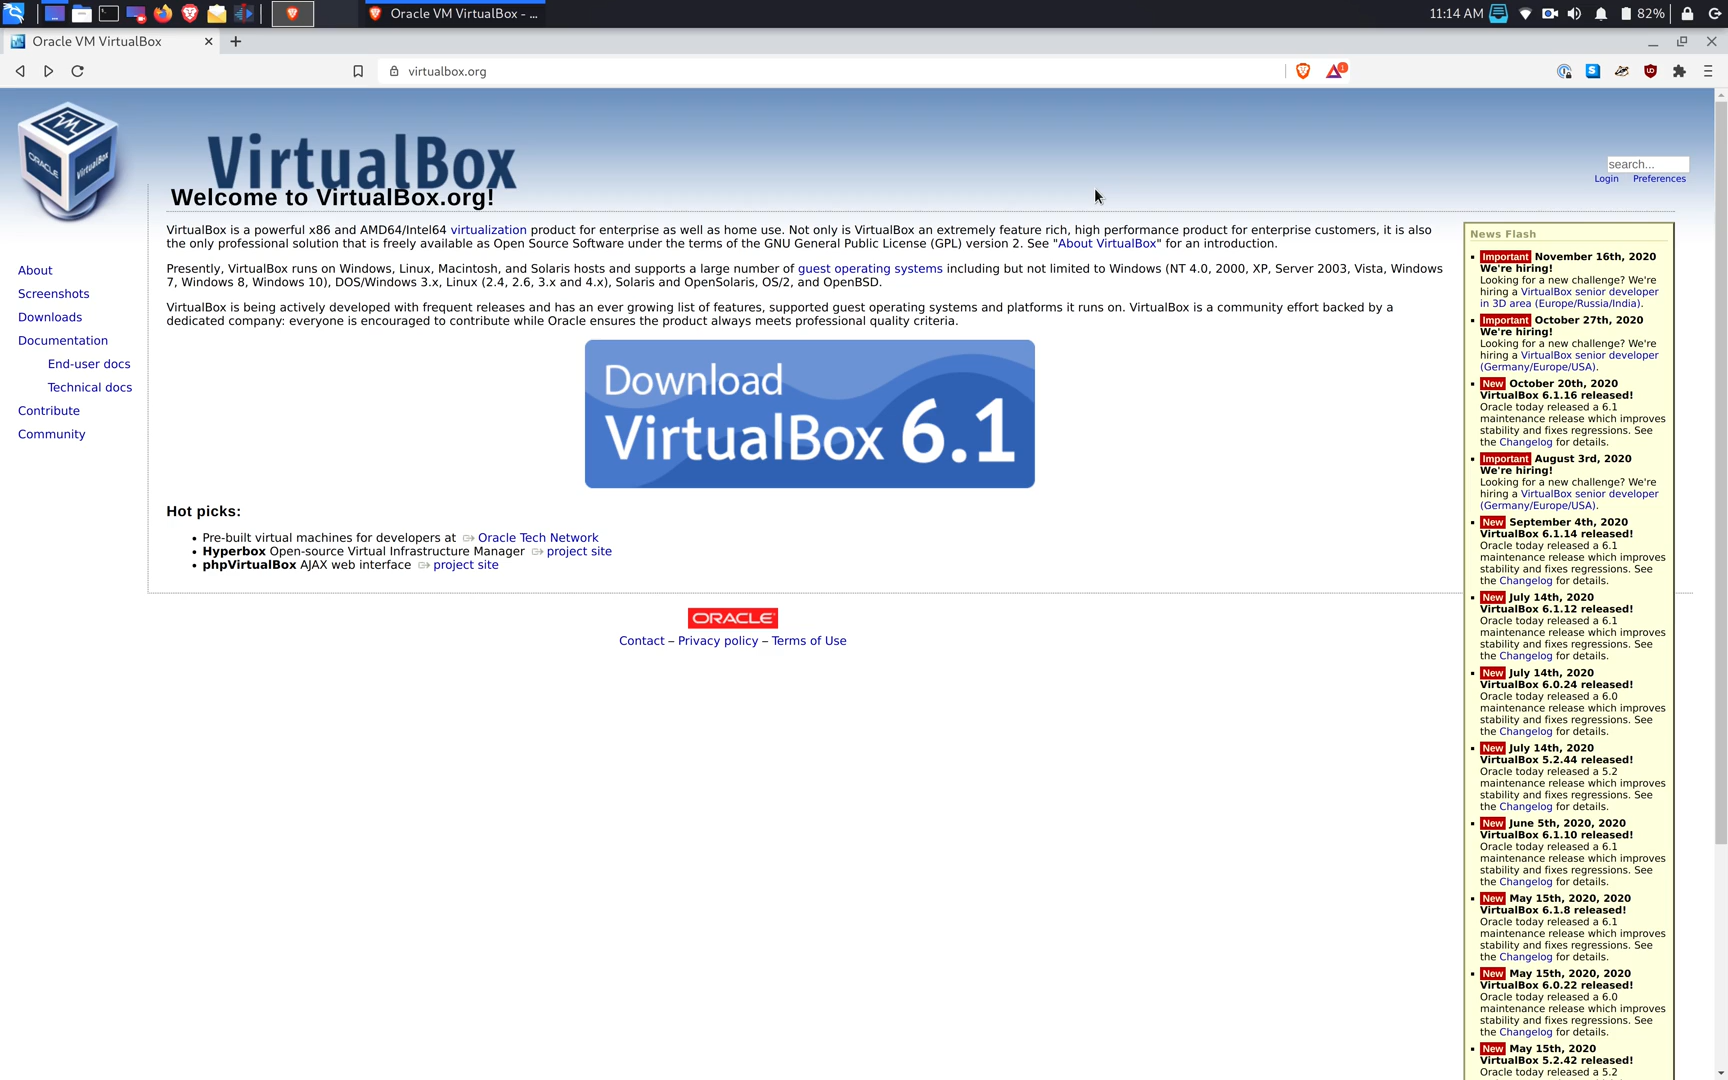 Oracle VM VirtualBox - ...
11:14 AM
82%
Oracle VM VirtualBox
virtualbox.org
1
VM
ORACLE
VirtualBox
VirtualBox
search...
Login Preferences
Welcome to VirtualBox.org!
VirtualBox is a powerful x86 and AMD64/Intel64 virtualization product for enterprise as well as home use. Not only is VirtualBox an extremely feature rich, high performance product for enterprise customers, it is also
the only professional solution that is freely available as Open Source Software under the terms of the GNU General Public License (GPL) version 2. See "About VirtualBox" for an introduction.
Presently, VirtualBox runs on Windows, Linux, Macintosh, and Solaris hosts and supports a large number of guest operating systems including but not limited to Windows (NT 4.0, 2000, XP, Server 2003, Vista, Windows
7, Windows 8, Windows 10), DOS/Windows 3.x, Linux (2.4, 2.6, 3.x and 4.x), Solaris and OpenSolaris, OS/2, and OpenBSD.
VirtualBox is being actively developed with frequent releases and has an ever growing list of features, supported guest operating systems and platforms it runs on. VirtualBox is a community effort backed by a
dedicated company: everyone is encouraged to contribute while Oracle ensures the product always meets professional quality criteria.
About
Screenshots
Downloads
Documentation
End-user docs
Technical docs
Contribute
Community
Download
VirtualBox 6.1
Hot picks:
Pre-built virtual machines for developers at Oracle Tech Network
Hyperbox Open-source Virtual Infrastructure Manager project site
phpVirtualBox AJAX web interface project site
ORACLE
Contact – Privacy policy – Terms of Use
News Flash
Important November 16th, 2020
We're hiring!
Looking for a new challenge? We're
hiring a VirtualBox senior developer
in 3D area (Europe/Russia/India).
Important October 27th, 2020
We're hiring!
Looking for a new challenge? We're
hiring a VirtualBox senior developer
(Germany/Europe/USA).
New October 20th, 2020
VirtualBox 6.1.16 released!
Oracle today released a 6.1
maintenance release which improves
stability and fixes regressions. See
the Changelog for details.
Important August 3rd, 2020
We're hiring!
Looking for a new challenge? We're
hiring a VirtualBox senior developer
(Germany/Europe/USA).
New September 4th, 2020
VirtualBox 6.1.14 released!
Oracle today released a 6.1
maintenance release which improves
stability and fixes regressions. See
the Changelog for details.
New July 14th, 2020
VirtualBox 6.1.12 released!
Oracle today released a 6.1
maintenance release which improves
stability and fixes regressions. See
the Changelog for details.
New July 14th, 2020
VirtualBox 6.0.24 released!
Oracle today released a 6.0
maintenance release which improves
stability and fixes regressions. See
the Changelog for details.
New July 14th, 2020
VirtualBox 5.2.44 released!
Oracle today released a 5.2
maintenance release which improves
stability and fixes regressions. See
the Changelog for details.
New June 5th, 2020, 2020
VirtualBox 6.1.10 released!
Oracle today released a 6.1
maintenance release which improves
stability and fixes regressions. See
the Changelog for details.
New May 15th, 2020, 2020
VirtualBox 6.1.8 released!
Oracle today released a 6.1
maintenance release which improves
stability and fixes regressions. See
the Changelog for details.
New May 15th, 2020, 2020
VirtualBox 6.0.22 released!
Oracle today released a 6.0
maintenance release which improves
stability and fixes regressions. See
the Changelog for details.
New May 15th, 2020
VirtualBox 5.2.42 released!
Oracle today released a 5.2